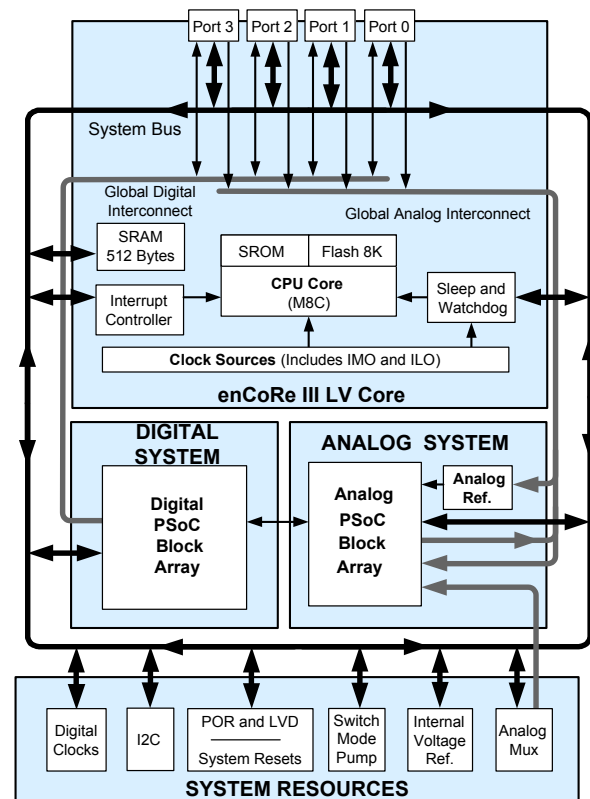 Port 3
Port 2
Port 1
Port 0
System Bus
Global Digital
Interconnect
Global Analog Interconnect
SRAM
512 Bytes
SROM
Flash 8K
CPU Core
(M8C)
Sleep and
Watchdog
Interrupt
Controller
Clock Sources (Includes IMO and ILO)
enCoRe III LV Core
DIGITAL
SYSTEM
ANALOG SYSTEM
Digital
PSoC
Block
Array
Analog
PSoC
Block
Array
Analog
Ref.
Digital
Clocks
I2C
POR and LVD
System Resets
Switch
Mode
Pump
Internal
Voltage
Ref.
Analog
Mux
SYSTEM RESOURCES